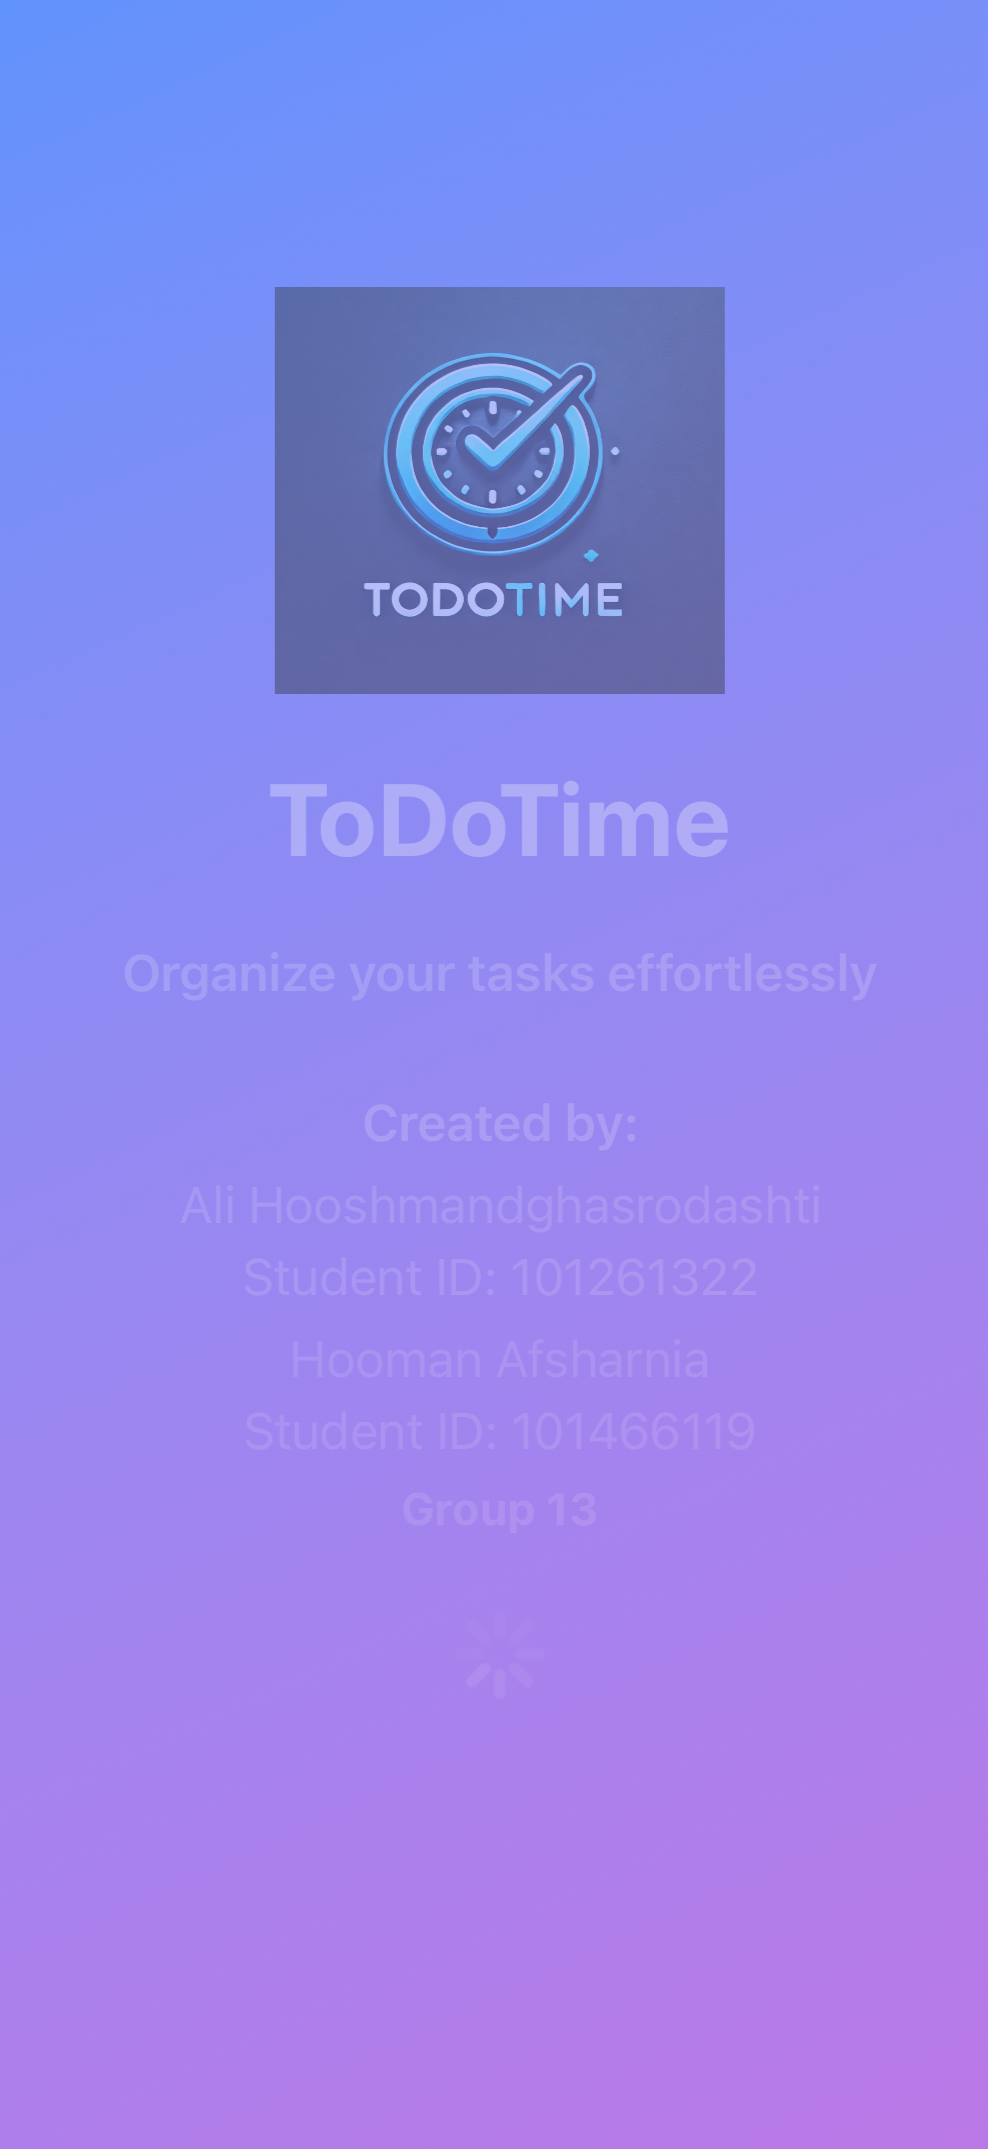 TODOTIME
ToDoTime
Organize your tasks effortlessly
Created by:
Ali Hooshmandghasrodashti
Student ID: 101261322
Hooman Afsharnia
Student ID: 101466119
Group 13